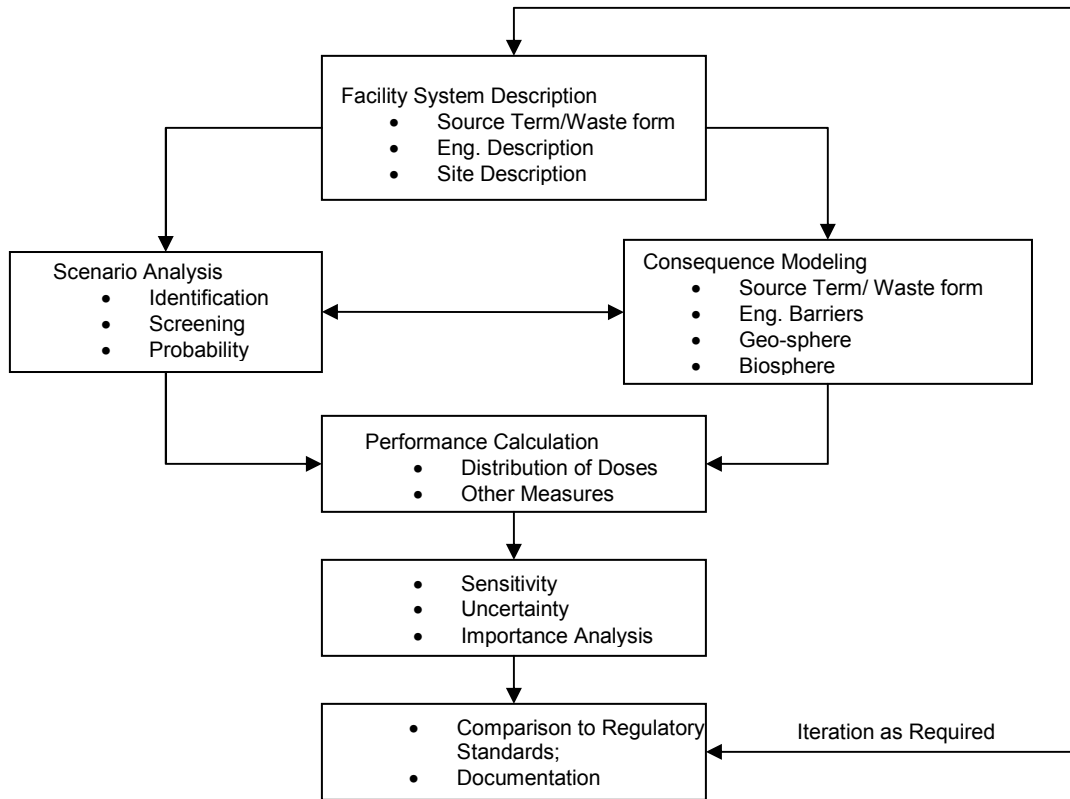 Facility System Description
• Source Term/Waste form
• Eng. Description
• Site Description
Scenario Analysis
• Identification
• Screening
• Probability
Consequence Modeling
• Source Term/ Waste form
• Eng. Barriers
• Geo-sphere
• Biosphere
Performance Calculation
• Distribution of Doses
• Other Measures
• Sensitivity
• Uncertainty
• Importance Analysis
• Comparison to Regulatory
Standards;
• Documentation
Iteration as Required